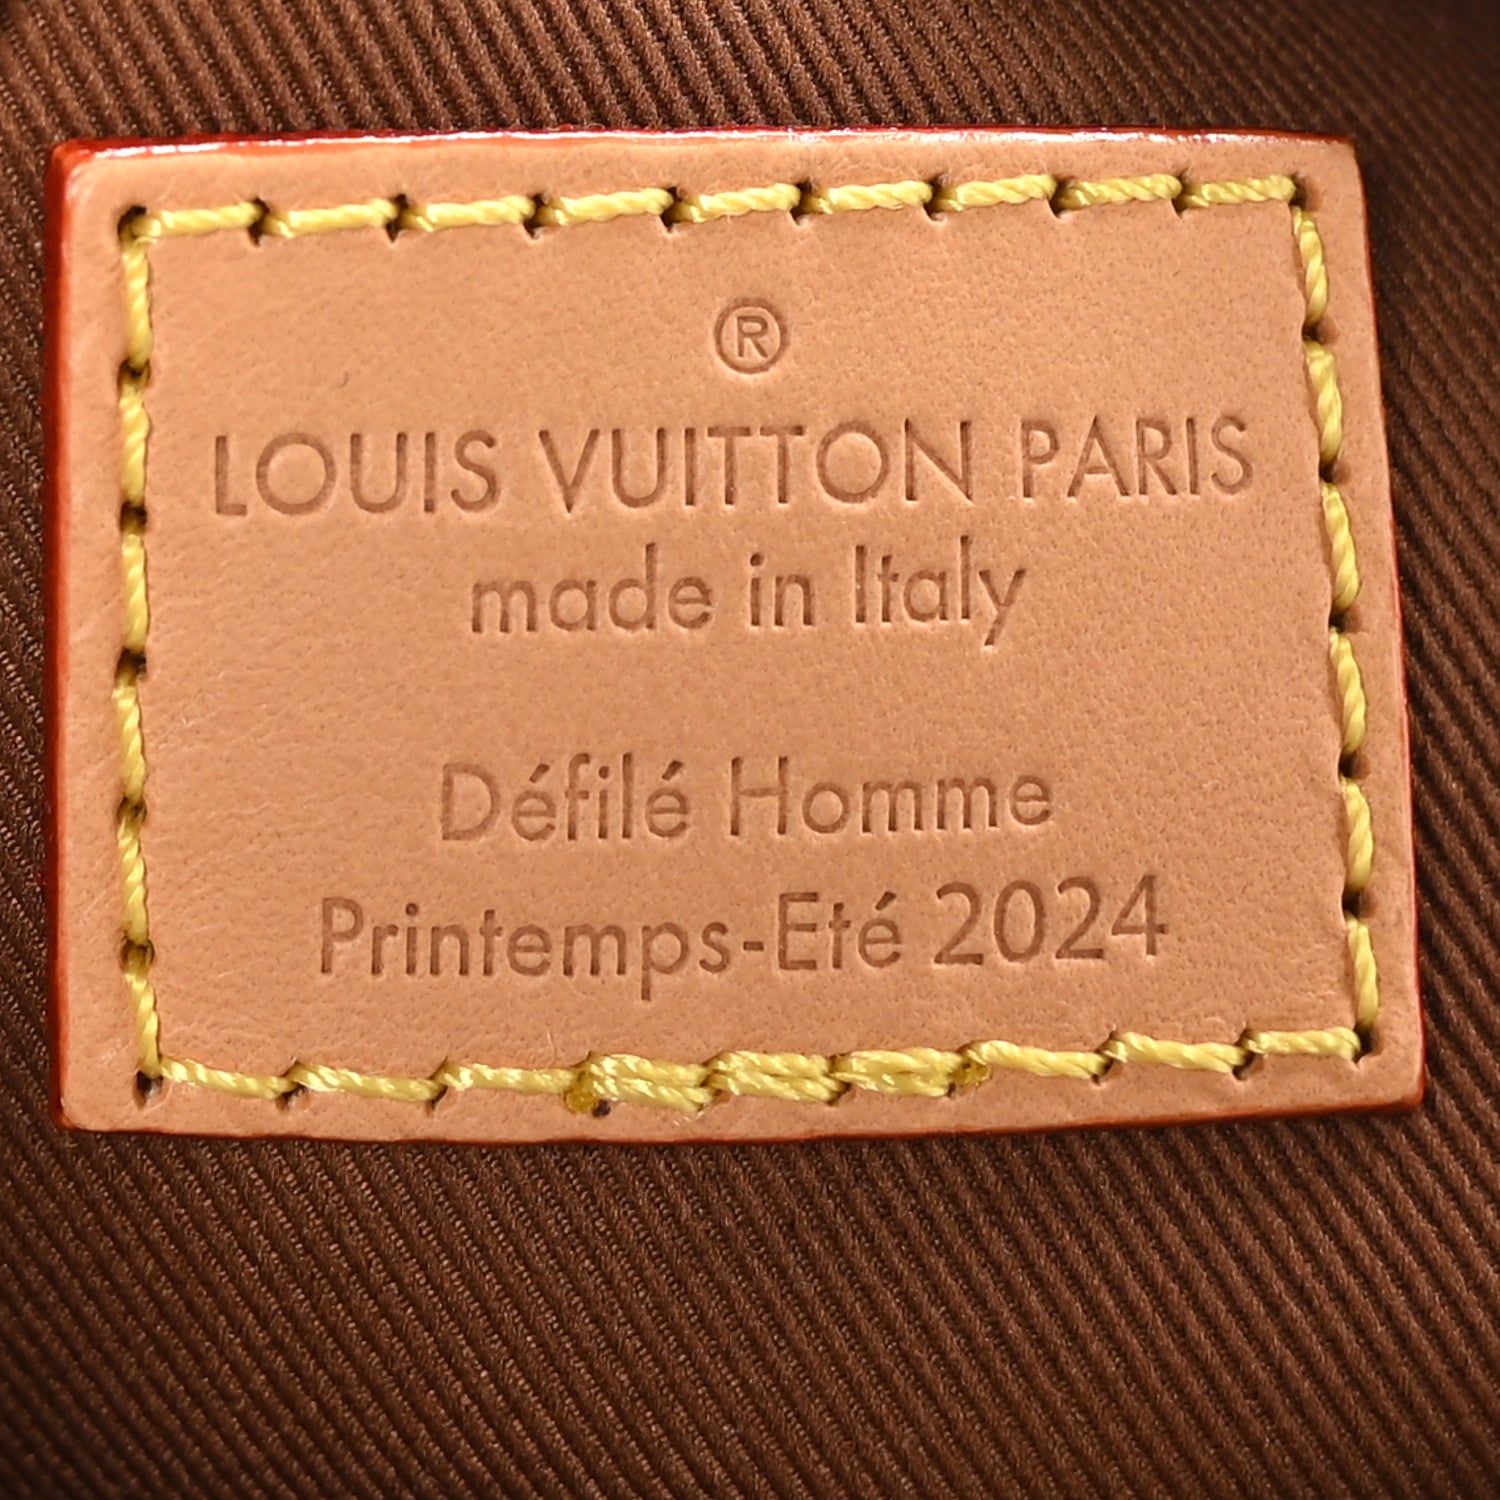 ®
LOUIS VUITTON PARIS
made in Italy
Défilé Homme
Printemps-Eté 2024